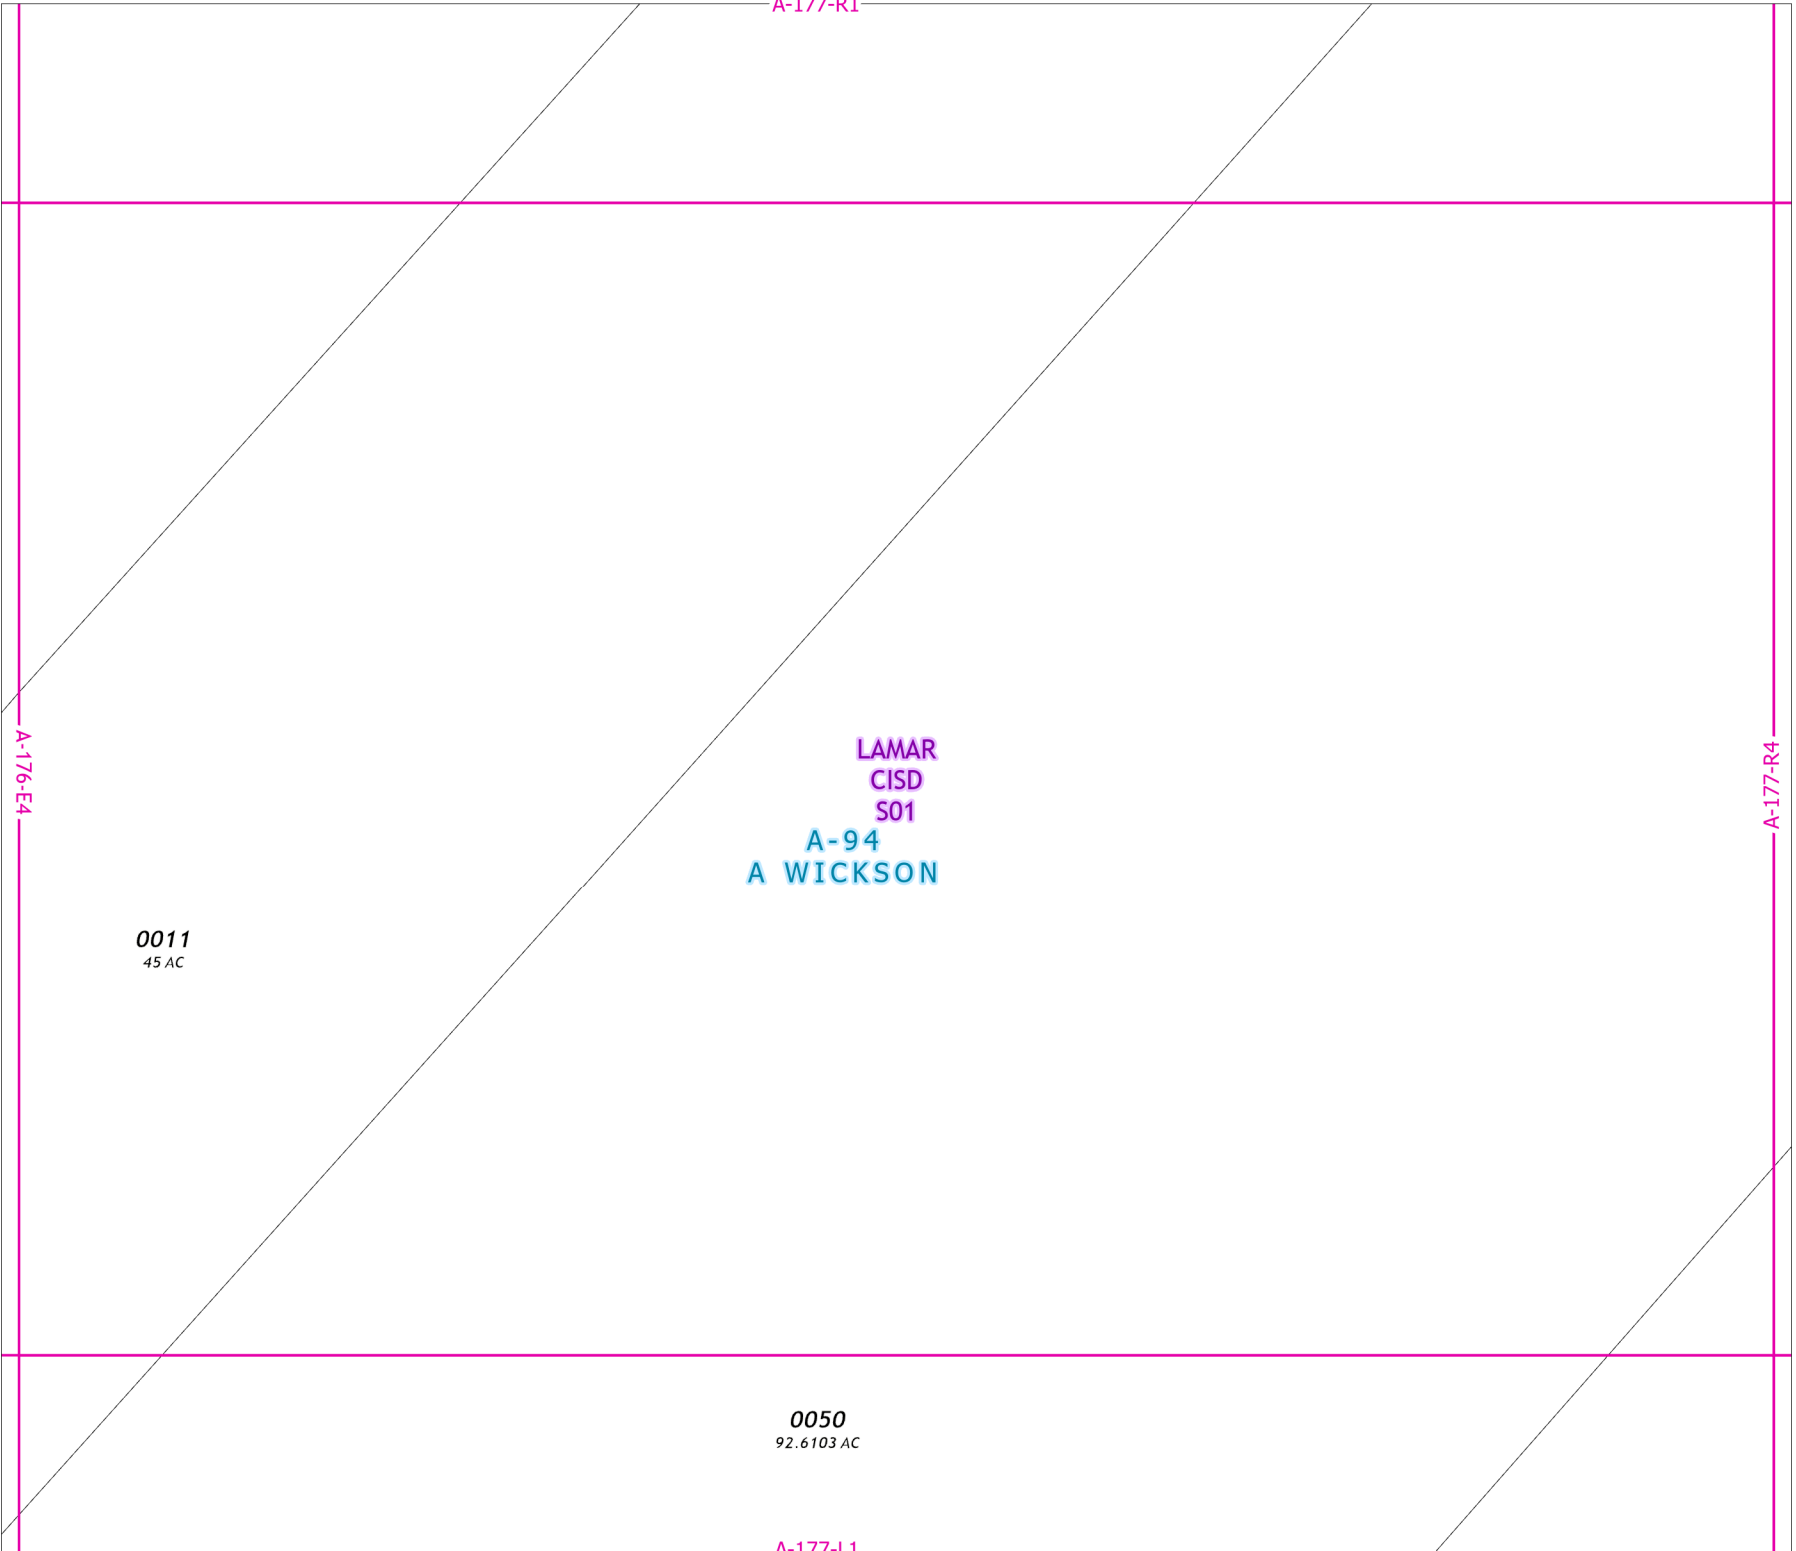 A-177-R1
A-176-E4
A-177-R4
LAMAR
CISD
S01
A-94
A WICKSON
0011
45 AC
0050
92.6103 AC
A-177-L1